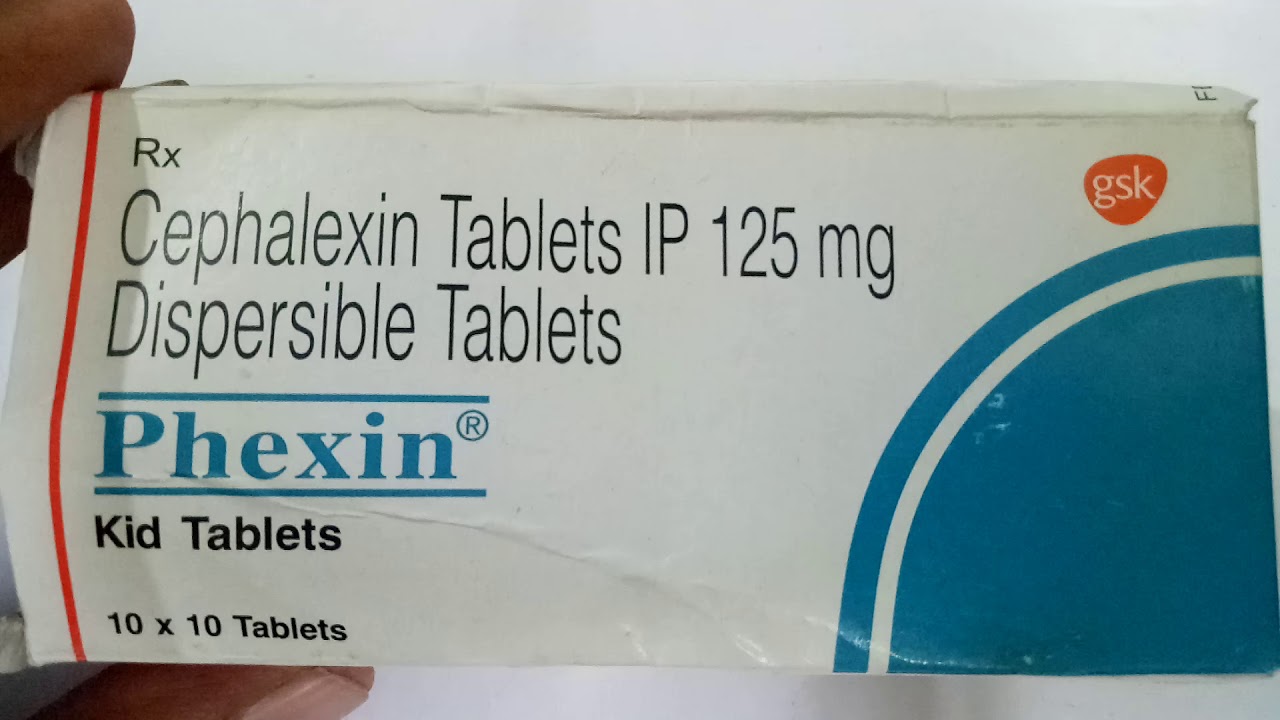 Rx
gsk
Cephalexin Tablets IP 125 mg
Dispersible Tablets
Phexin®
Kid Tablets
10 x 10 Tablets